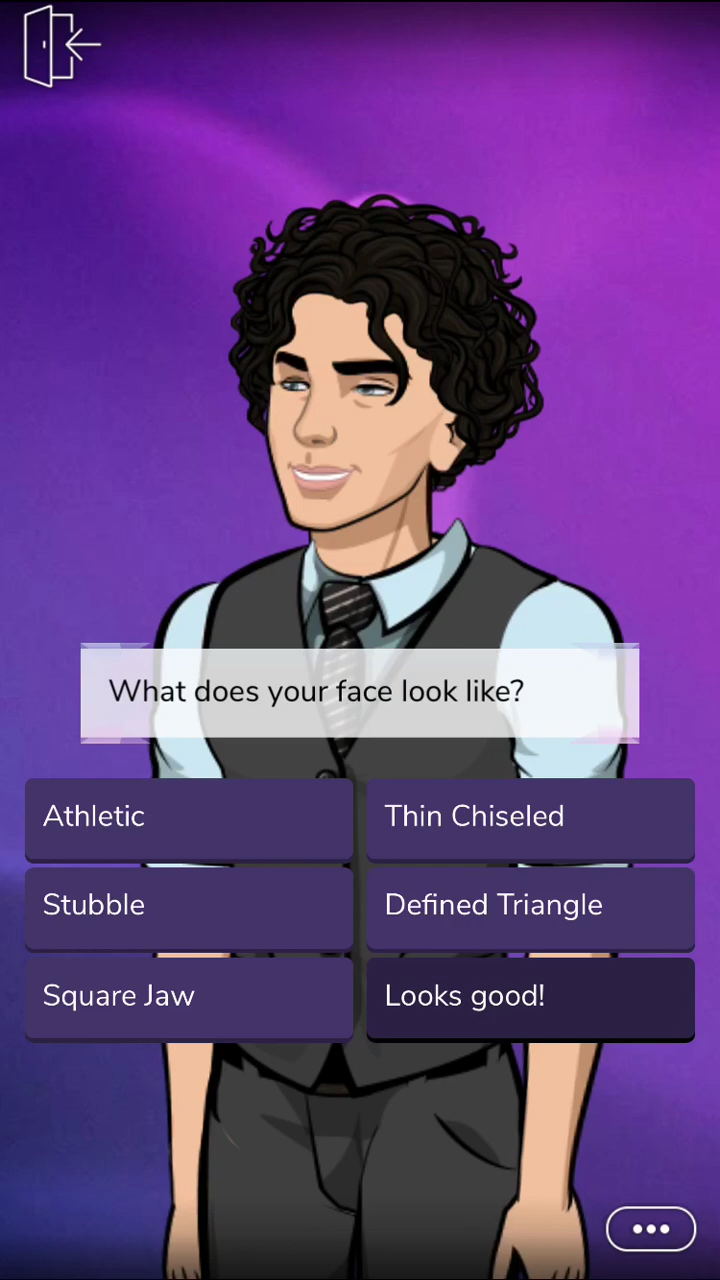 What does your face look like?
Athletic
Thin Chiseled
Stubble
Defined Triangle
Square Jaw
Looks good!